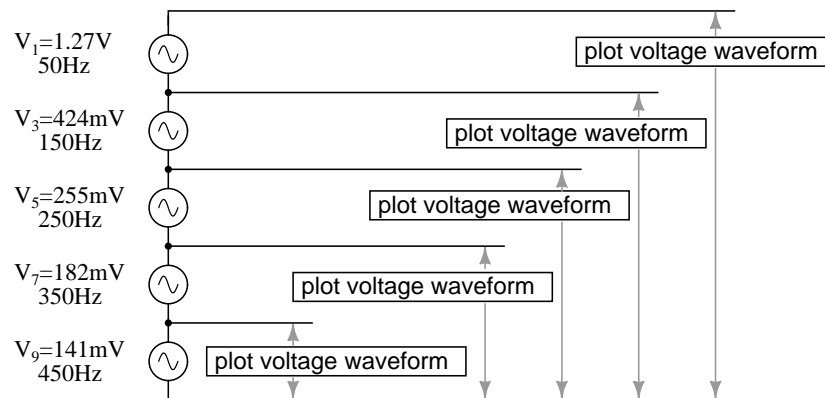 V₁=1.27V
50Hz
plot voltage waveform
V₃=424mV
150Hz
plot voltage waveform
V₅=255mV
250Hz
plot voltage waveform
V₇=182mV
350Hz
plot voltage waveform
V₉=141mV
450Hz
plot voltage waveform